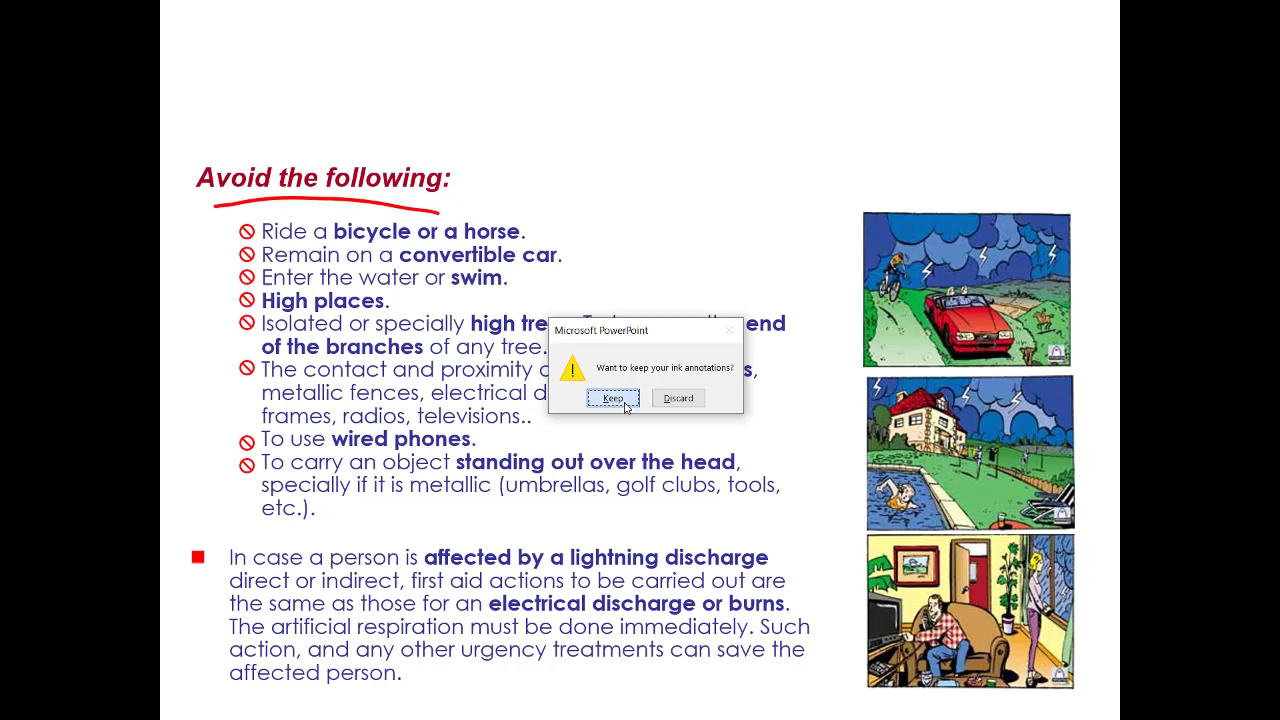 Avoid the following:
Ride a bicycle or a horse.
Remain on a convertible car.
Enter the water or swim.
High places.
Isolated or specially high end
of the branches of any tree.
The contact and proximity
metallic fences, electrical
frames, radios, televisions..
To use wired phones.
To carry an object standing out over the head,
specially if it is metallic (umbrellas, golf clubs, tools,
etc.).
In case a person is affected by a lightning discharge
direct or indirect, first aid actions to be carried out are
the same as those for an electrical discharge or burns.
The artificial respiration must be done immediately. Such
action, and any other urgency treatments can save the
affected person.
Microsoft PowerPoint
Want to keep your ink annotations?
Keep Discard